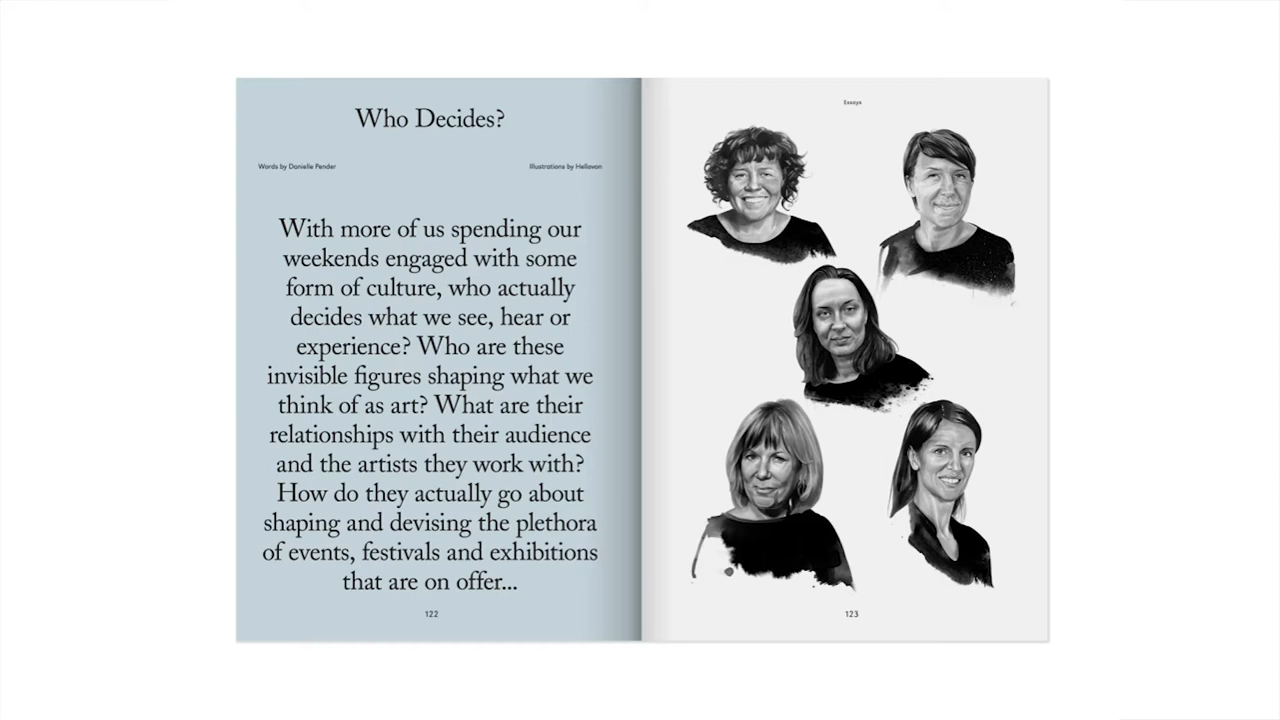 Who Decides?
Words by Danielle Pender
Illustrations by Hellovon
With more of us spending our
weekends engaged with some
form of culture, who actually
decides what we see, hear or
experience? Who are these
invisible figures shaping what we
think of as art? What are their
relationships with their audience
and the artists they work with?
How do they actually go about
shaping and devising the plethora
of events, festivals and exhibitions
that are on offer...
122
Essays
123